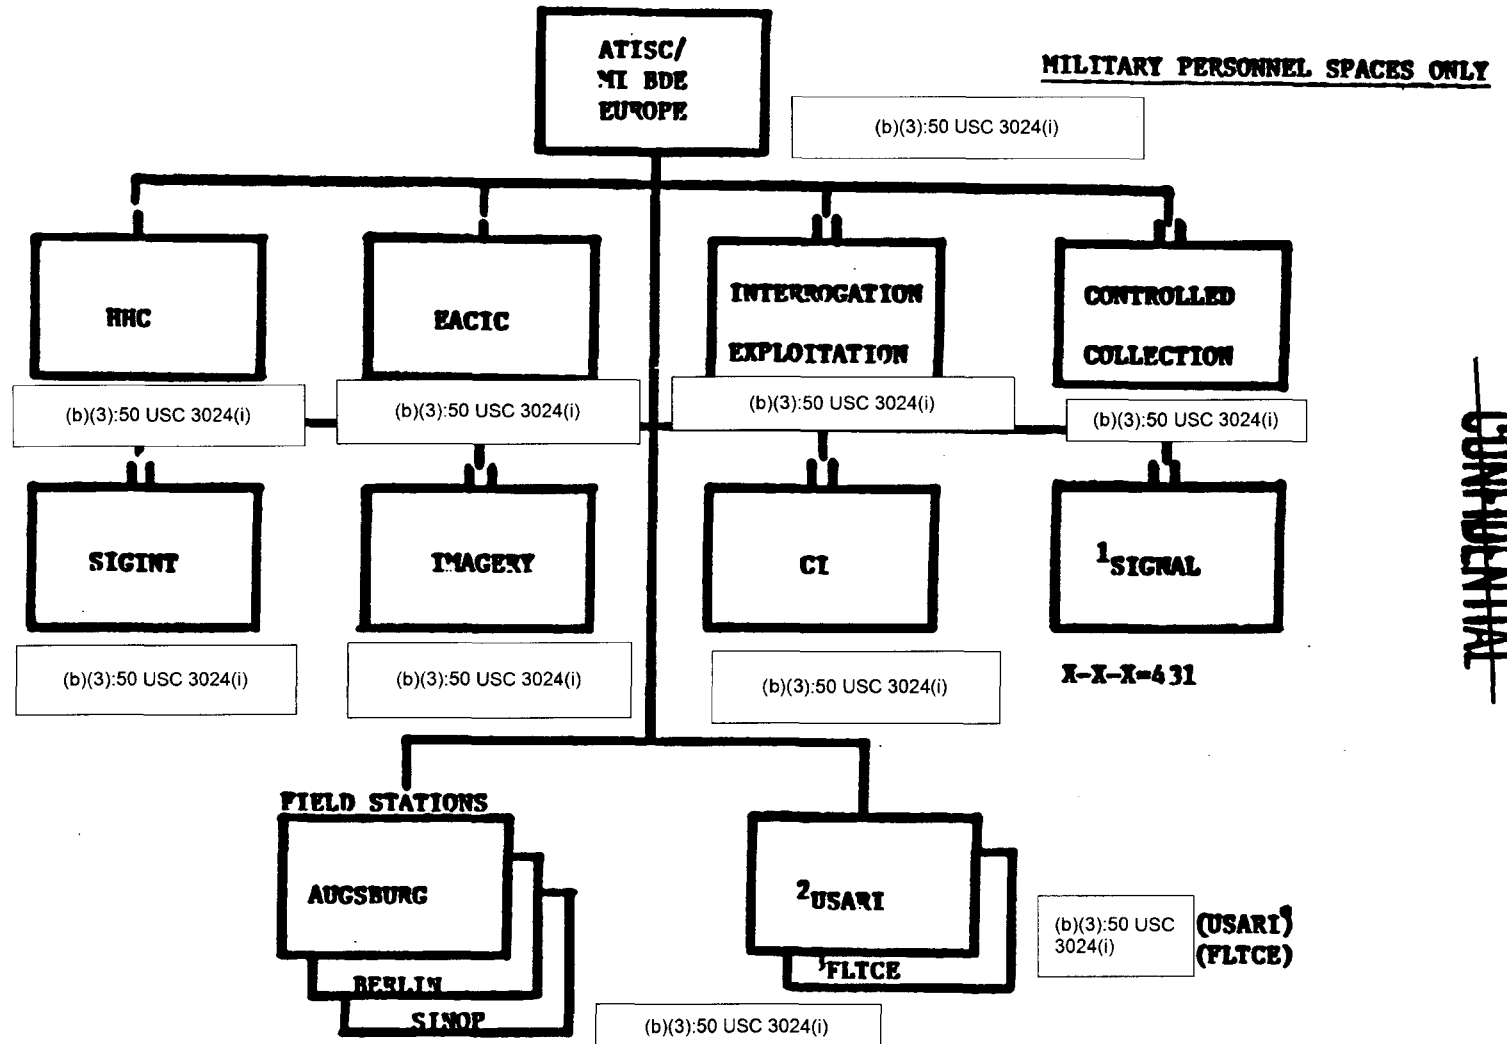 ATISC/
MI BDE
EUROPE
MILITARY PERSONNEL SPACES ONLY
(b)(3):50 USC 3024(i)
HHC
EACIC
INTERROGATION
EXPLOITATION
CONTROLLED
COLLECTION
(b)(3):50 USC 3024(i)
(b)(3):50 USC 3024(i)
(b)(3):50 USC 3024(i)
(b)(3):50 USC 3024(i)
CONFIDENTIAL
SIGINT
IMAGERY
CI
1SIGNAL
(b)(3):50 USC 3024(i)
(b)(3):50 USC 3024(i)
(b)(3):50 USC 3024(i)
X-X-X=431
FIELD STATIONS
AUGSBURG
BERLIN
SINOP
2USARI
FLTCE
(b)(3):50 USC
3024(i)
(USARI)
(FLTCE)
(b)(3):50 USC 3024(i)